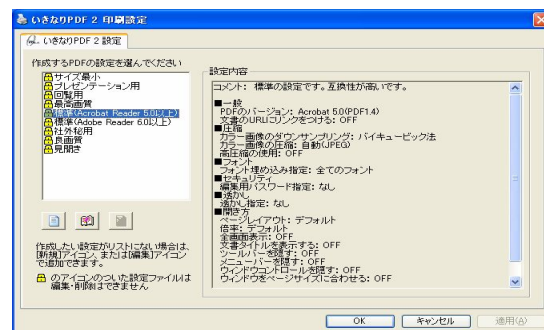 いきなりPDF 2 印刷設定
いきなりPDF 2 設定
作成するPDFの設定を選んでください
サイズ最小
プレゼンテーション用
回覧用
最高画質
標準(Acrobat Reader 5.0以上)
標準(Adobe Reader 6.0以上)
社外秘用
良画質
見開き
作成したい設定がリストにない場合は、
[新規]アイコン、または[編集]アイコン
で追加できます。
のアイコンのついた設定ファイルは
編集・削除はできません
設定内容
コメント: 標準の設定です。互換性が高いです。
■一般
PDFのバージョン: Acrobat 5.0(PDF1.4)
文書のURLにリンクをつける: OFF
■圧縮
カラー画像のダウンサンプリング: バイキュービック法
カラー画像の圧縮: 自動(JPEG)
高圧縮の使用: OFF
■フォント
フォント埋め込み指定: 全てのフォント
■セキュリティ
編集用パスワード指定: なし
■透かし
透かし指定: なし
■開き方
ページレイアウト: デフォルト
倍率: デフォルト
全画面表示: OFF
文書タイトルを表示する: OFF
ツールバーを隠す: OFF
メニューバーを隠す: OFF
ウィンドウコントロールを隠す: OFF
ウィンドウをページサイズに合わせる: OFF
OK
キャンセル
適用(A)